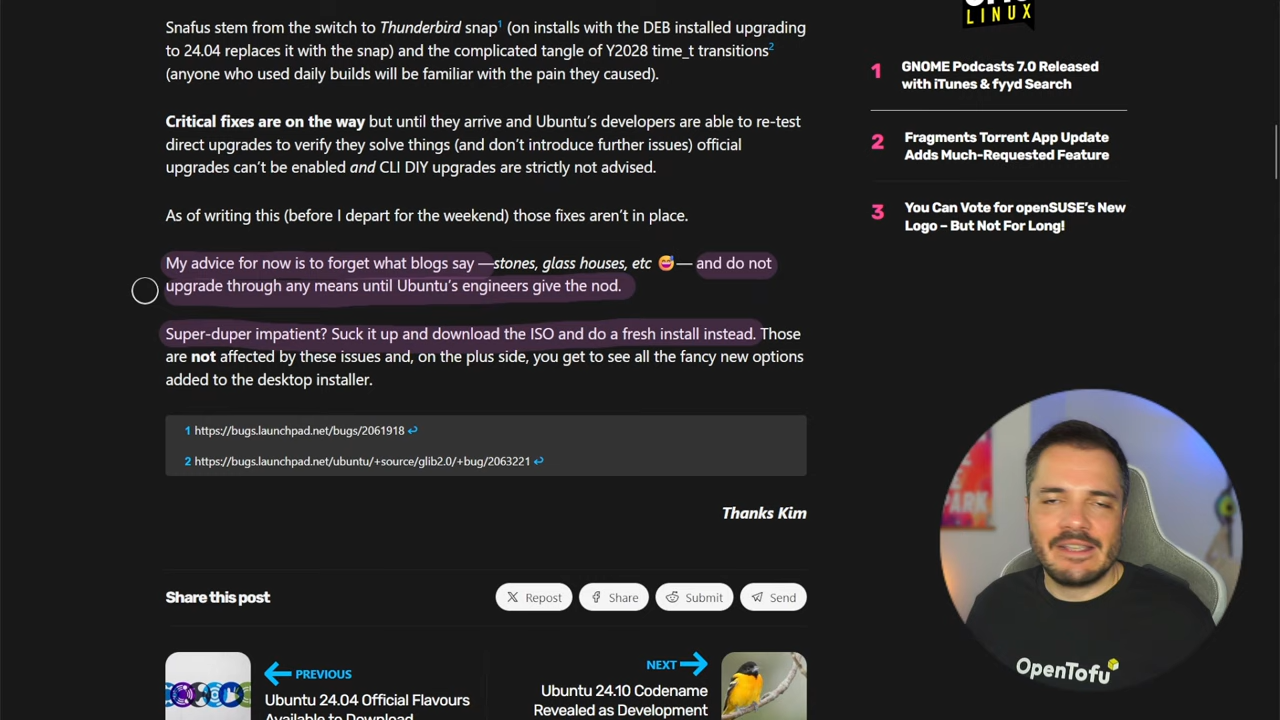 Snafus stem from the switch to Thunderbird snap1 (on installs with the DEB installed upgrading
to 24.04 replaces it with the snap) and the complicated tangle of Y2028 time_t transitions2
(anyone who used daily builds will be familiar with the pain they caused).
Critical fixes are on the way but until they arrive and Ubuntu's developers are able to re-test
direct upgrades to verify they solve things (and don't introduce further issues) official
upgrades can't be enabled and CLI DIY upgrades are strictly not advised.
As of writing this (before I depart for the weekend) those fixes aren't in place.
My advice for now is to forget what blogs say —stones, glass houses, etc 😅— and do not
upgrade through any means until Ubuntu's engineers give the nod.
Super-duper impatient? Suck it up and download the ISO and do a fresh install instead. Those
are not affected by these issues and, on the plus side, you get to see all the fancy new options
added to the desktop installer.
1 https://bugs.launchpad.net/bugs/2061918 ↩
2 https://bugs.launchpad.net/ubuntu/+source/glib2.0/+bug/2063221 ↩
Thanks Kim
Share this post
Repost
Share
Submit
Send
← PREVIOUS
Ubuntu 24.04 Official Flavours
Available to Download
NEXT →
Ubuntu 24.10 Codename
Revealed as Development
LINUX
1 GNOME Podcasts 7.0 Released
with iTunes & fyyd Search
2 Fragments Torrent App Update
Adds Much-Requested Feature
3 You Can Vote for openSUSE's New
Logo – But Not For Long!
PARK
OpenTofu